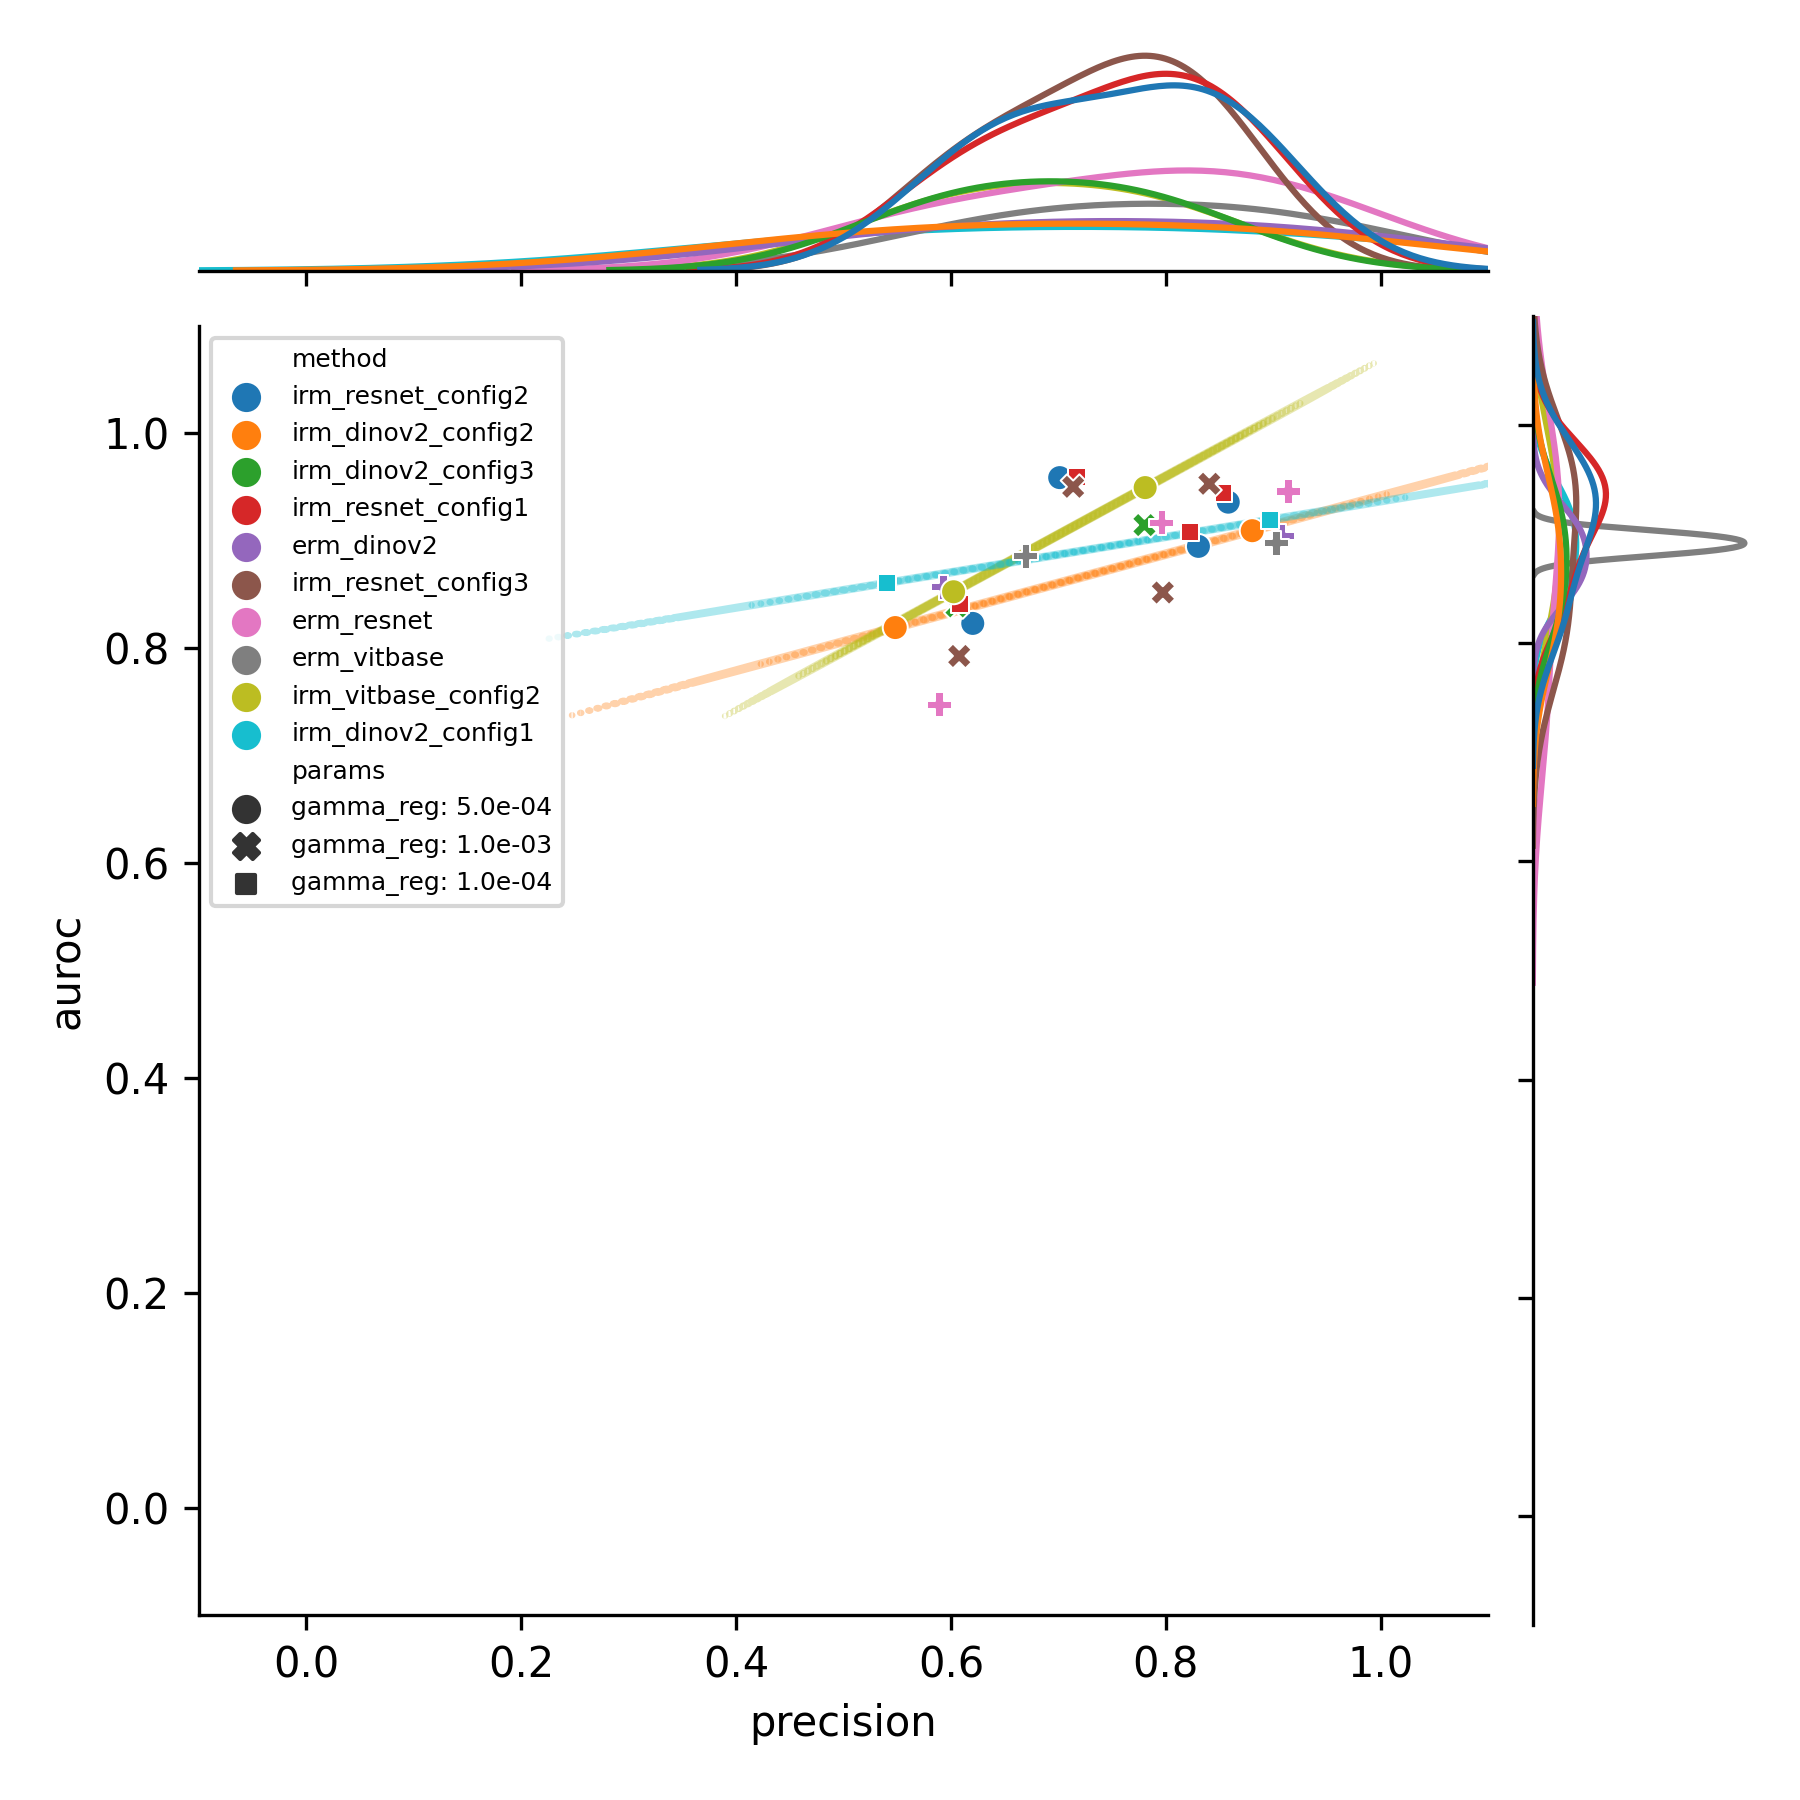 method
irm_resnet_config2
irm_dinov2_config2
irm_dinov2_config3
irm_resnet_config1
erm_dinov2
irm_resnet_config3
erm_resnet
erm_vitbase
irm_vitbase_config2
irm_dinov2_config1
params
gamma_reg: 5.0e-04
gamma_reg: 1.0e-03
gamma_reg: 1.0e-04
auroc
1.0
0.8
0.6
0.4
0.2
0.0
0.0 0.2 0.4 0.6 0.8 1.0
precision